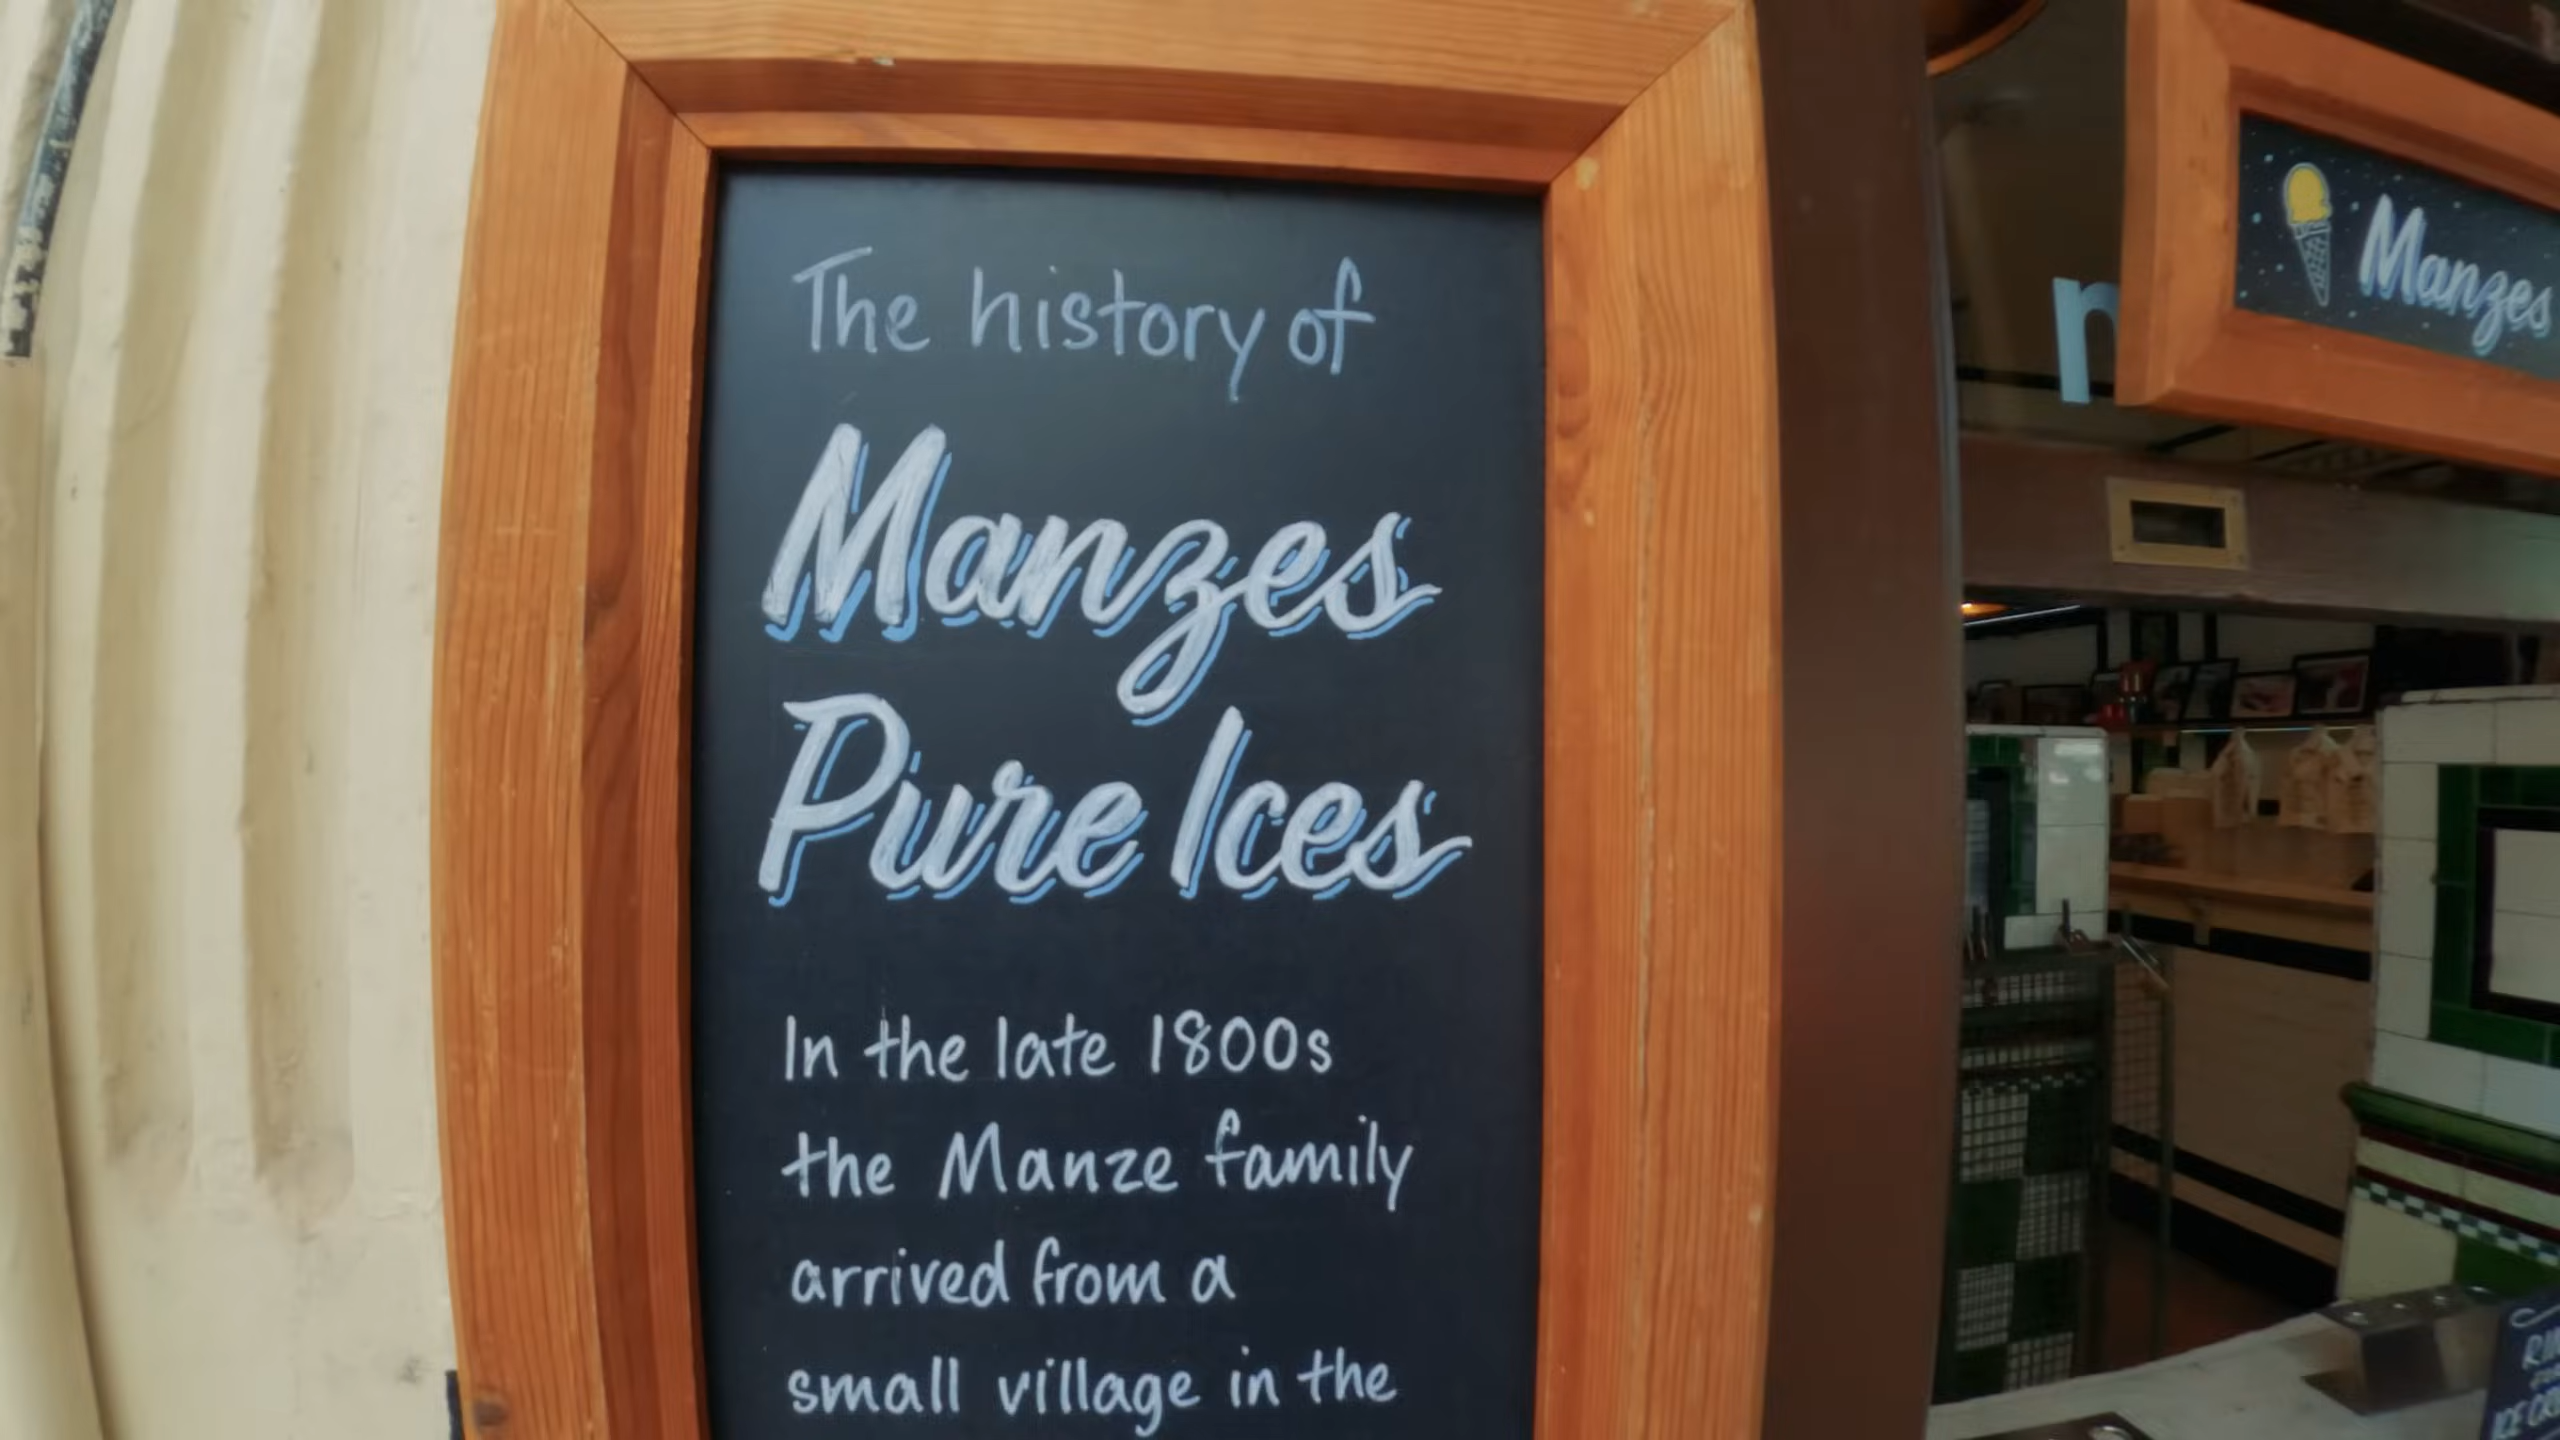 The history of
Manzes
Pure Ices
In the late 1800s
the Manze family
arrived from a
small village in the
Manzes